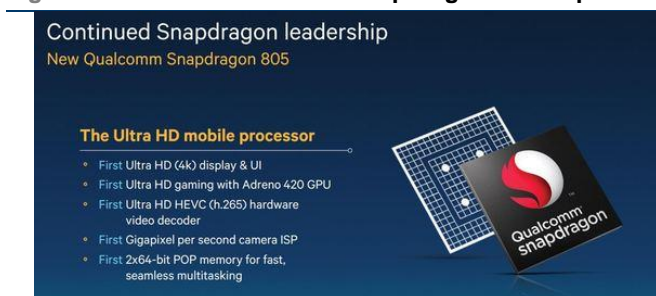 Continued Snapdragon leadership
New Qualcomm Snapdragon 805
The Ultra HD mobile processor
First Ultra HD (4k) display & UI
First Ultra HD gaming with Adreno 420 GPU
First Ultra HD HEVC (h.265) hardware
video decoder
First Gigapixel per second camera ISP
First 2x64-bit POP memory for fast,
seamless multitasking
Qualcomm
snapdragon